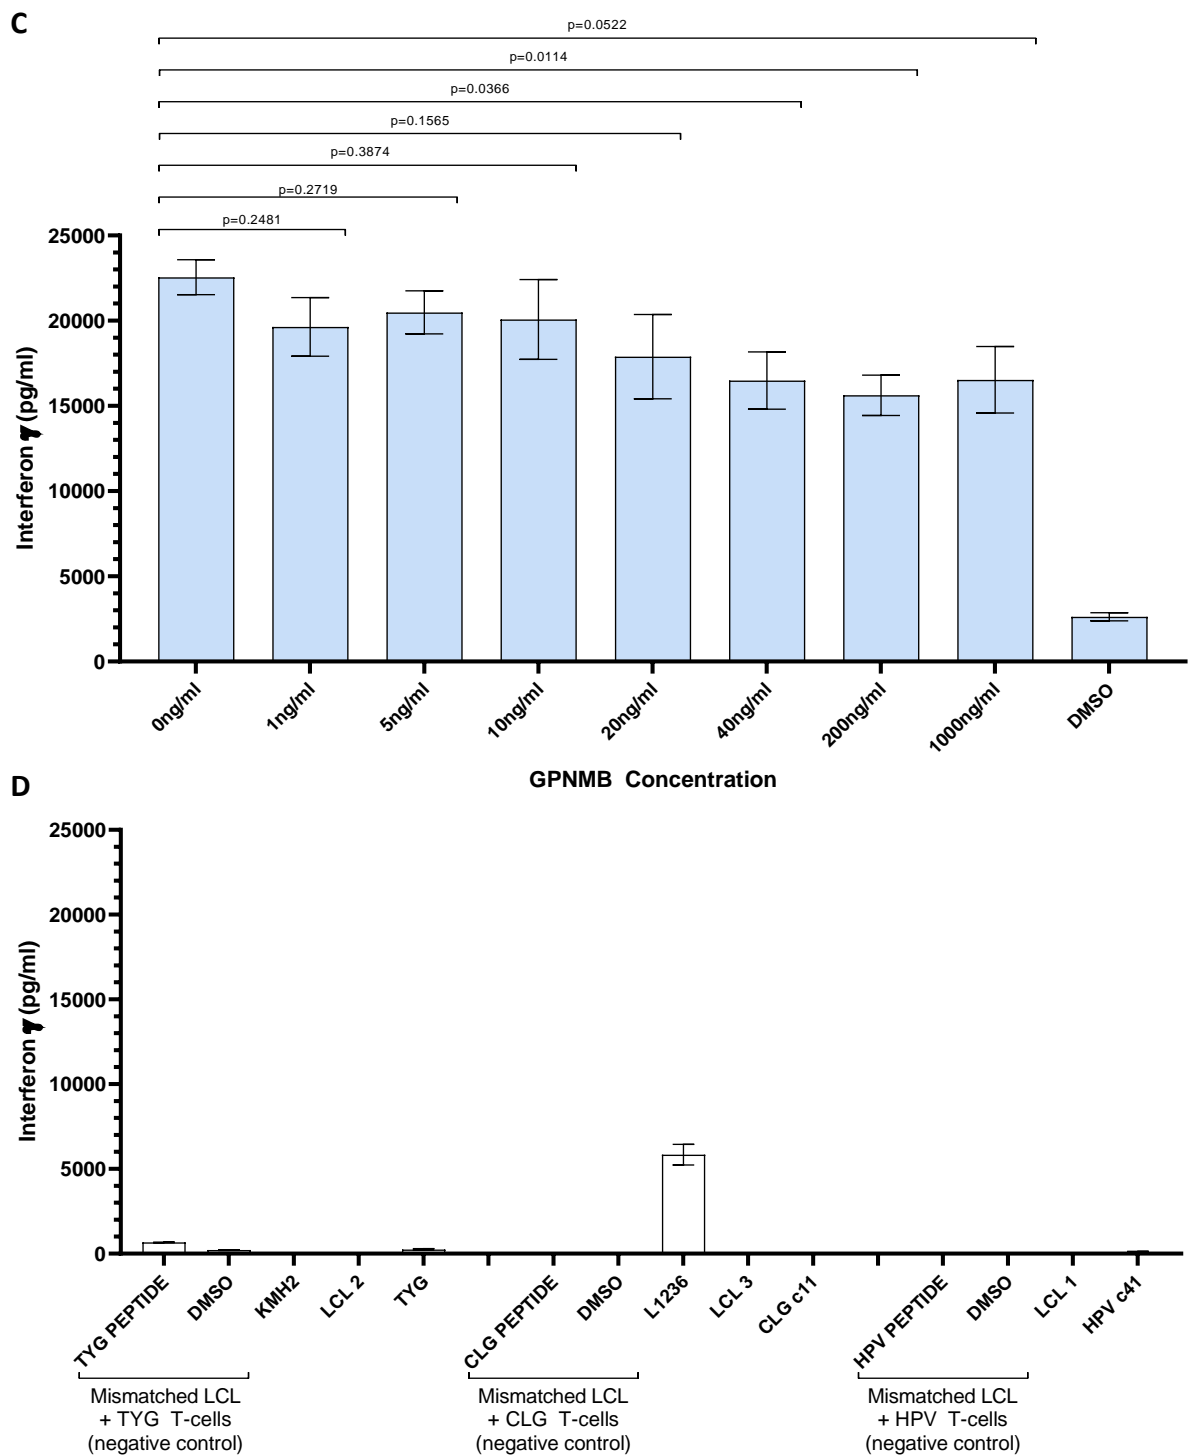 C
p=0.0522
p=0.0114
p=0.0366
p=0.1565
p=0.3874
p=0.2719
p=0.2481
25000
20000
15000
10000
5000
0
Interferon γ (pg/ml)
0ng/ml
1ng/ml
5ng/ml
10ng/ml
20ng/ml
40ng/ml
200ng/ml
1000ng/ml
DMSO
GPNMB Concentration
D
25000
20000
15000
10000
5000
0
Interferon γ (pg/ml)
TYG PEPTIDE
DMSO
KMH2
LCL 2
TYG
CLG PEPTIDE
DMSO
L1236
LCL 3
CLG c11
HPV PEPTIDE
DMSO
LCL 1
HPV c41
Mismatched LCL
+ TYG T-cells
(negative control)
Mismatched LCL
+ CLG T-cells
(negative control)
Mismatched LCL
+ HPV T-cells
(negative control)